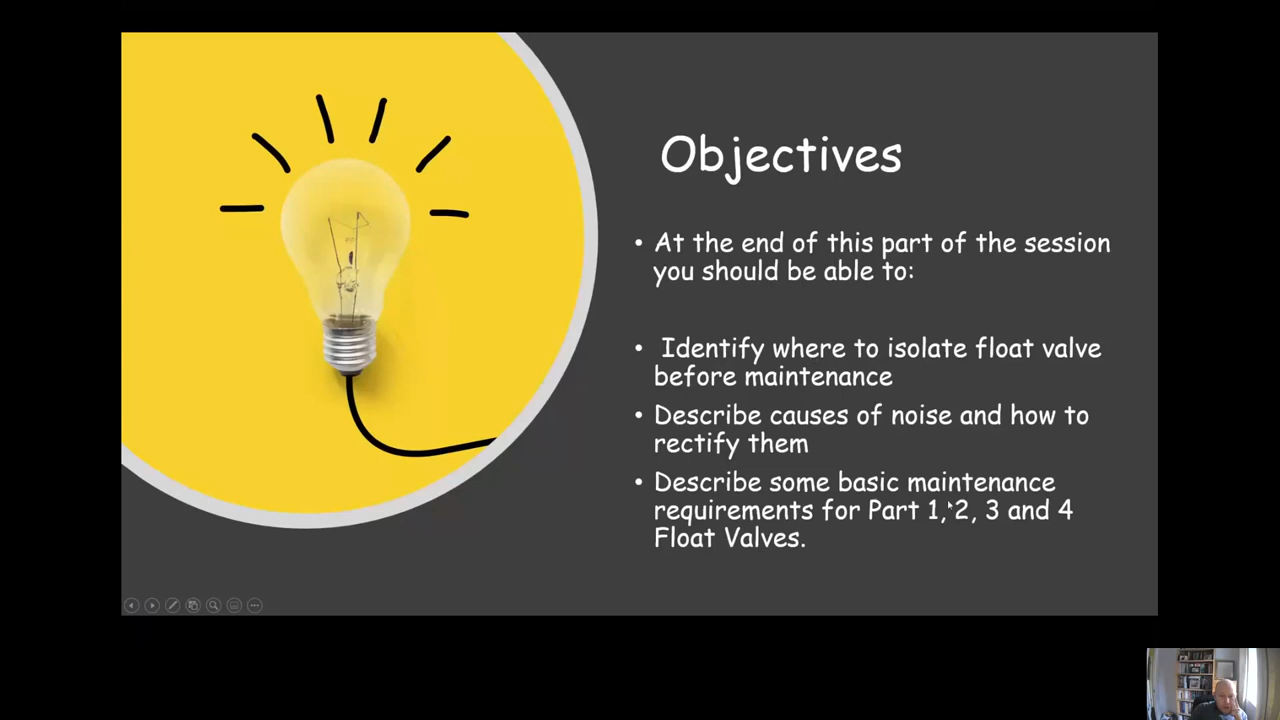 Objectives
• At the end of this part of the session
you should be able to:
• Identify where to isolate float valve
before maintenance
• Describe causes of noise and how to
rectify them
• Describe some basic maintenance
requirements for Part 1, 2, 3 and 4
Float Valves.